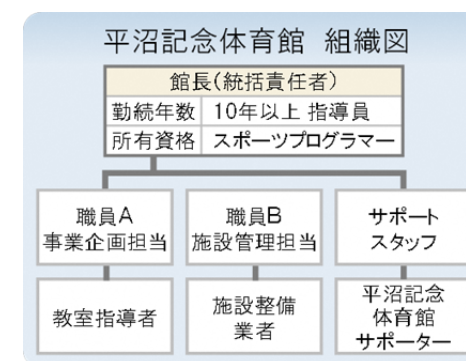 平沼記念体育館 組織図
館長(統括責任者)
勤続年数 10年以上 指導員
所有資格 スポーツプログラマー
職員A
事業企画担当
職員B
施設管理担当
サポート
スタッフ
教室指導者
施設整備
業者
平沼記念
体育館
サポーター